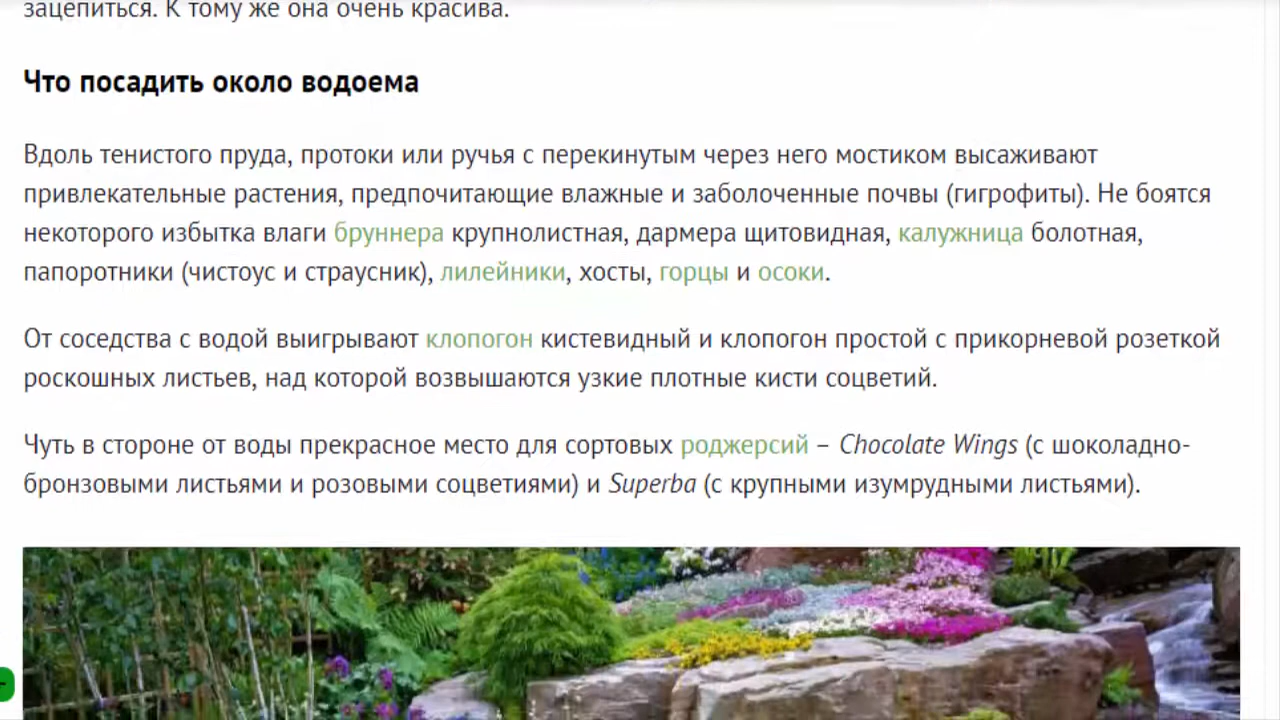 зацепиться. К тому же она очень красива.
Что посадить около водоема
Вдоль тенистого пруда, протоки или ручья с перекинутым через него мостиком высаживают
привлекательные растения, предпочитающие влажные и заболоченные почвы (гигрофиты). Не боятся
некоторого избытка влаги бруннера крупнолистная, дармера щитовидная, калужница болотная,
папоротники (чистоус и страусник), лилейники, хосты, горцы и осоки.
От соседства с водой выигрывают клопогон кистевидный и клопогон простой с прикорневой розеткой
роскошных листьев, над которой возвышаются узкие плотные кисти соцветий.
Чуть в стороне от воды прекрасное место для сортовых роджерсий – Chocolate Wings (с шоколадно-
бронзовыми листьями и розовыми соцветиями) и Superba (с крупными изумрудными листьями).